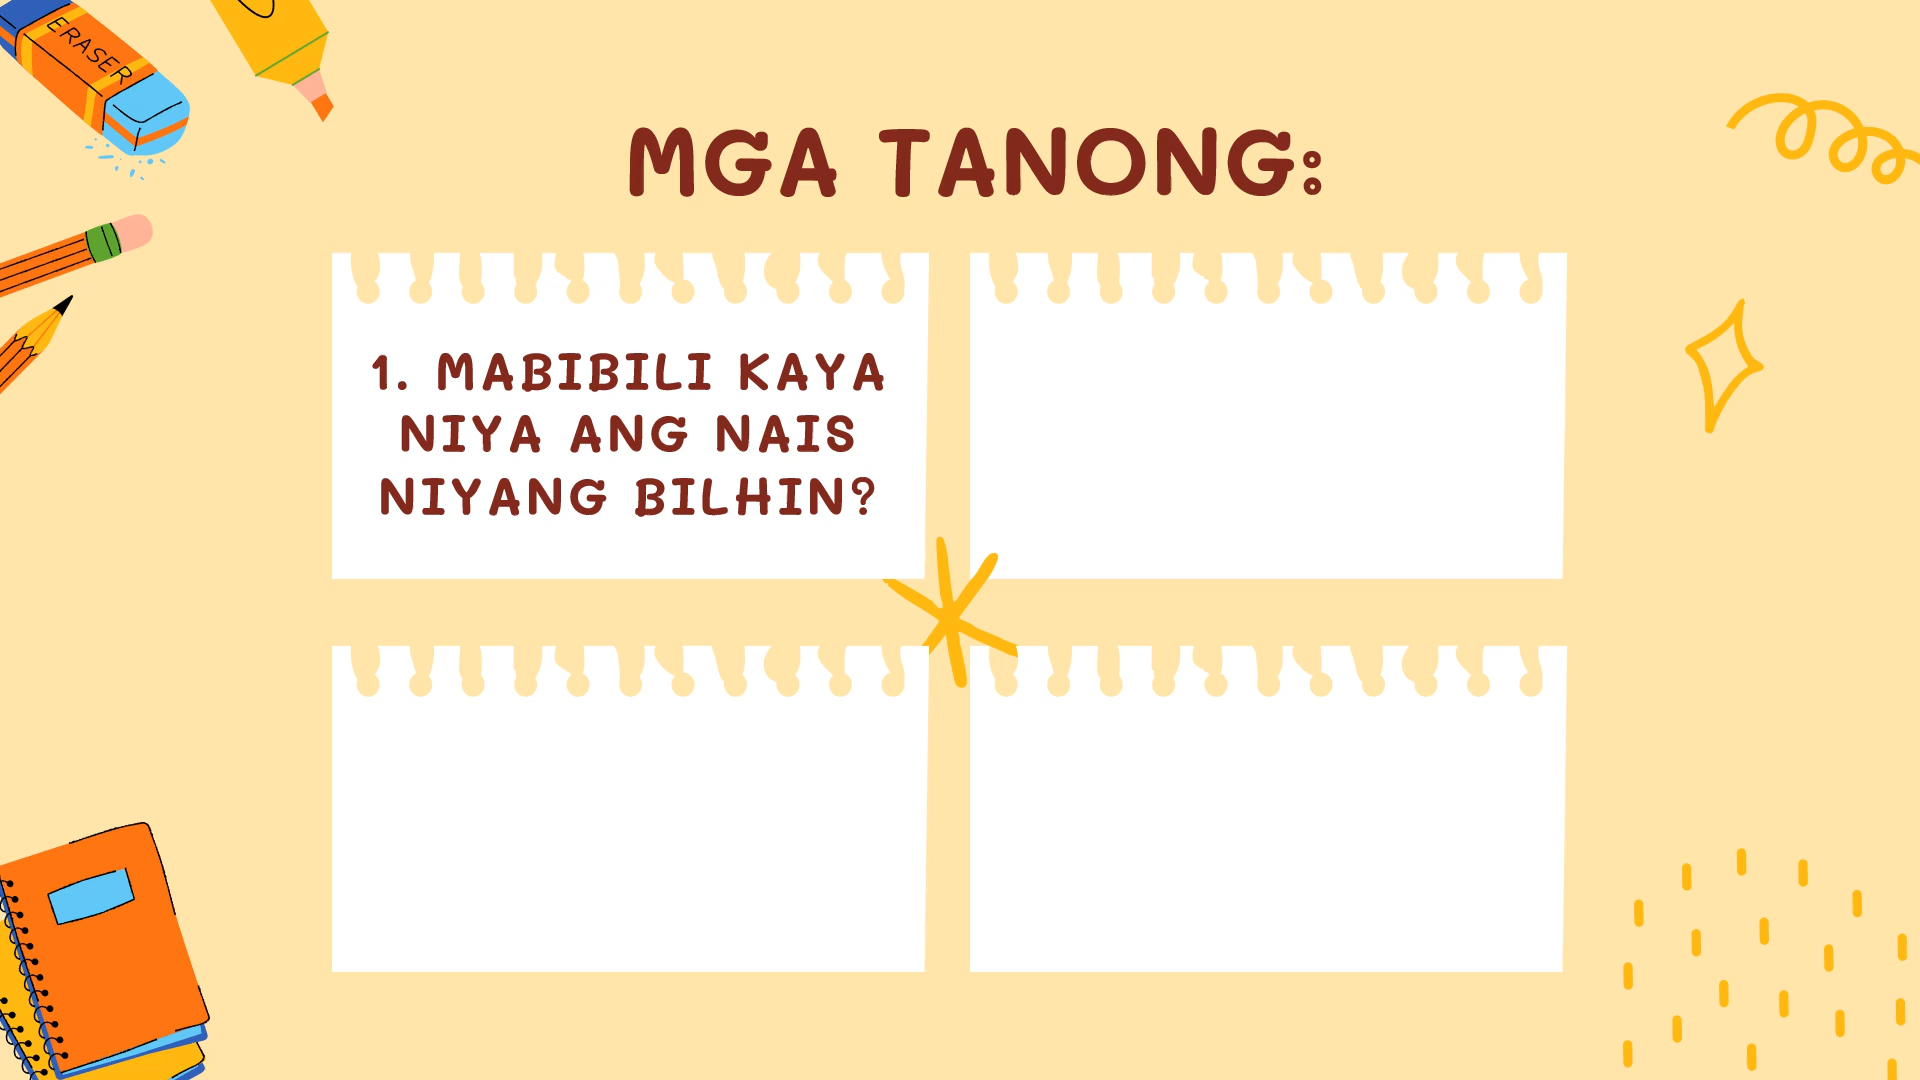 ERASER
MGA TANONG:
1. MABIBILI KAYA
NIYA ANG NAIS
NIYANG BILHIN?